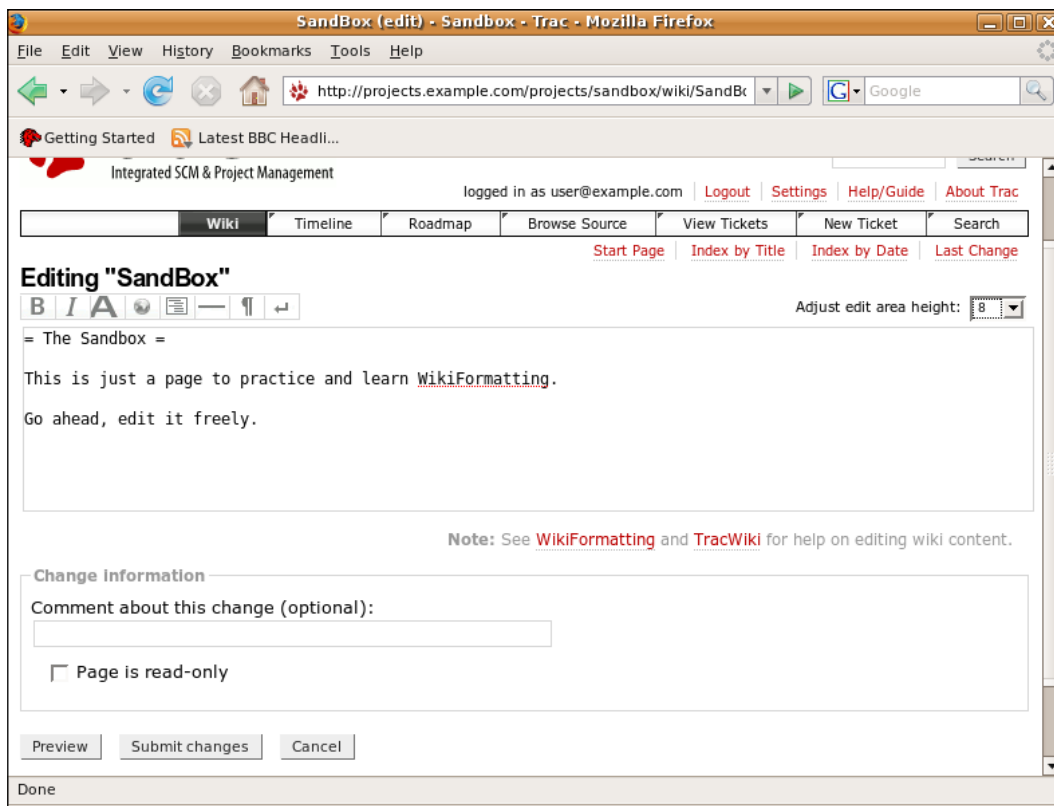 SandBox (edit) - Sandbox - Trac - Mozilla Firefox
File Edit View History Bookmarks Tools Help
http://projects.example.com/projects/sandbox/wiki/SandBo G Google
Getting Started Latest BBC Headli...
Integrated SCM & Project Management
Search
logged in as user@example.com Logout Settings Help/Guide About Trac
Wiki Timeline Roadmap Browse Source View Tickets New Ticket Search
Start Page Index by Title Index by Date Last Change
Editing "SandBox"
B I A ¶ Adjust edit area height: 8
= The Sandbox =
This is just a page to practice and learn WikiFormatting.
Go ahead, edit it freely.
Note: See WikiFormatting and TracWiki for help on editing wiki content.
Change information
Comment about this change (optional):
Page is read-only
Preview Submit changes Cancel
Done